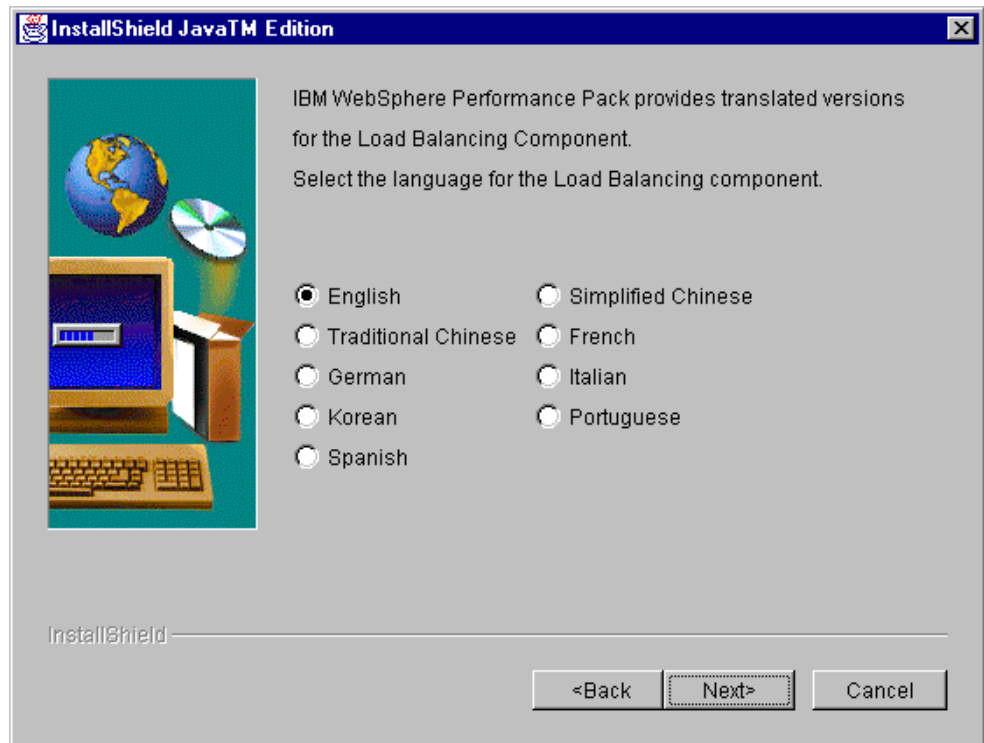 InstallShield JavaTM Edition
IBM WebSphere Performance Pack provides translated versions
for the Load Balancing Component.
Select the language for the Load Balancing component.
English
Simplified Chinese
Traditional Chinese
French
German
Italian
Korean
Portuguese
Spanish
InstallShield
<Back
Next>
Cancel